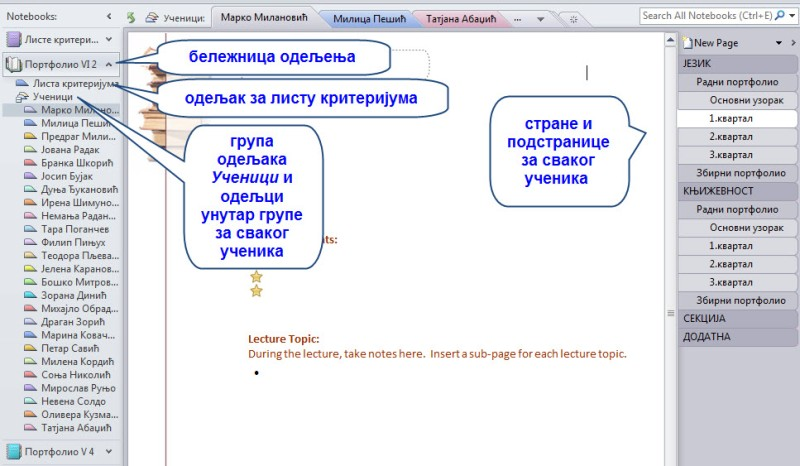 Notebooks:
Листе критери...
Портфолио VI 2
Листа критеријума
Ученици
Марко Милано...
Милица Пешић
Предраг Мили...
Јована Радак
Бранка Шкорић
Јосип Бујак
Дуња Ђукановић
Ирена Шимуно...
Немања Радан...
Тара Поганчев
Филип Пињух
Теодора Пљева...
Јелена Каранов...
Бошко Митров...
Зорана Динић
Михајло Обрад...
Драган Зорић
Марина Ковач...
Петар Савић
Милена Кордић
Соња Николић
Мирослав Руњо
Невена Солдо
Оливера Кузма...
Татјана Абаџић
Портфолио V 4
Ученици:
Марко Милановић
Милица Пешић
Татјана Абаџић
...
Search All Notebooks (Ctrl+E)
бележница одељења
одељак за листу критеријума
група
одељака
Ученици и
одељци
унутар групе
за сваког
ученика
стране и
подстранице
за сваког
ученика
nts:
Lecture Topic:
During the lecture, take notes here. Insert a sub-page for each lecture topic.
New Page
ЈЕЗИК
Радни портфолио
Основни узорак
1.квартал
2.квартал
3.квартал
Збирни портфолио
КЊИЖЕВНОСТ
Радни портфолио
Основни узорак
1.квартал
2.квартал
3.квартал
Збирни портфолио
СЕКЦИЈА
ДОДАТНА